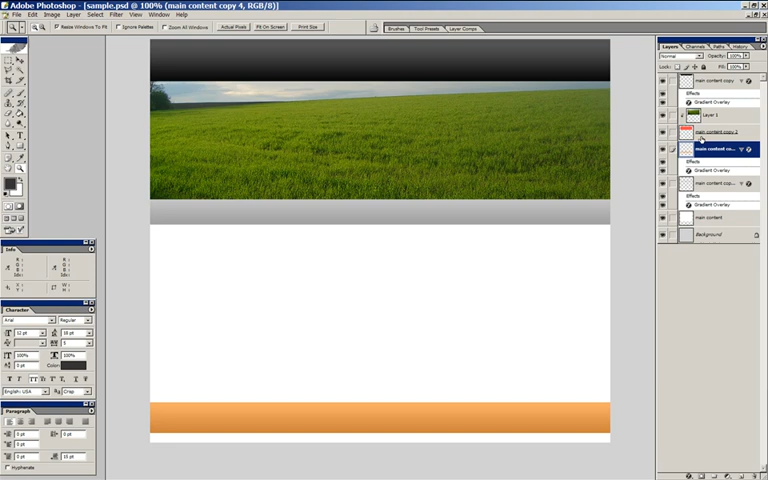 Adobe Photoshop - [sample.psd @ 100% (main content copy 4, RGB/8)]
File Edit Image Layer Select Filter View Window Help
Resize Windows To Fit Ignore Palettes Zoom All Windows Actual Pixels Fit On Screen Print Size Brushes Tool Presets Layer Comps
Layers Channels Paths History
Normal Opacity: 100%
Lock: Fill: 100%
main content copy
Effects
Gradient Overlay
Layer 1
main content copy 2
main content co...
Effects
Gradient Overlay
main content cop...
Effects
Gradient Overlay
main content
Background
Info
R :
G :
B :
Idx :
R :
G :
B :
Idx :
X :
Y :
W :
H :
Character
Arial Regular
12 pt 18 pt
5
100% 100%
0 pt Color:
English: USA Crisp
Paragraph
0 pt 0 pt
0 pt
0 pt 10 pt
Hyphenate